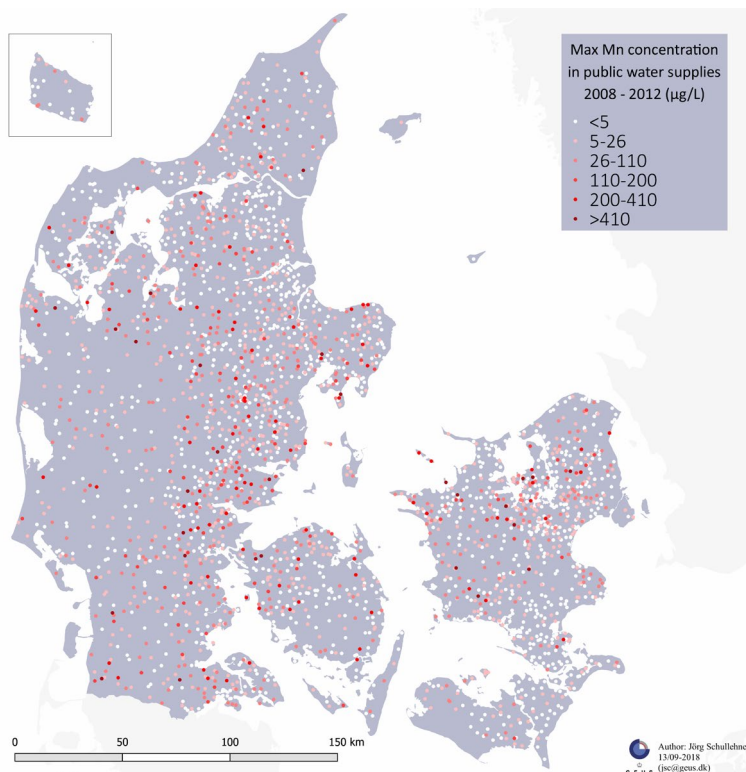 Max Mn concentration
in public water supplies
2008 - 2012 (µg/L)
<5
5-26
26-110
110-200
200-410
>410
0 50 100 150 km
Author: Jörg Schullehne
13/09-2018
(jsc@geus.dk)